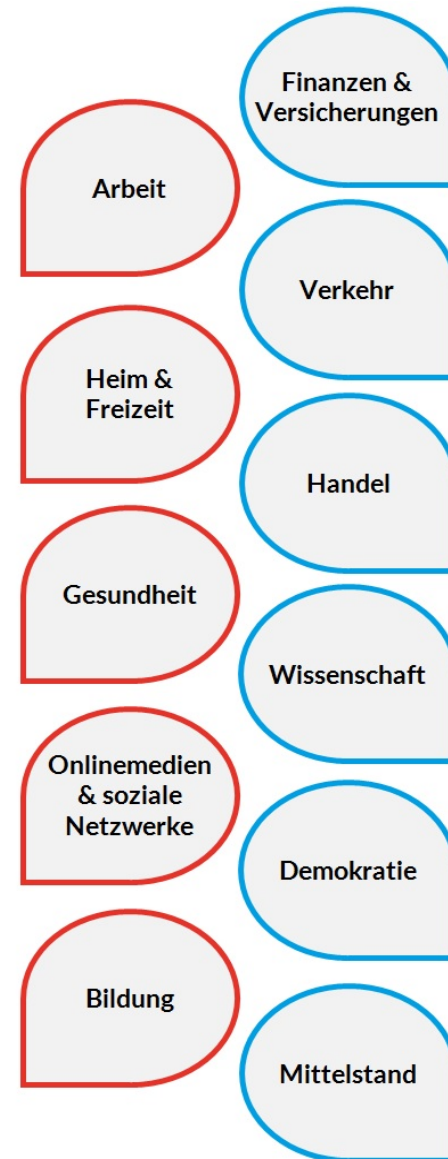 Finanzen &
Versicherungen
Arbeit
Verkehr
Heim &
Freizeit
Handel
Gesundheit
Wissenschaft
Onlinemedien
& soziale
Netzwerke
Demokratie
Bildung
Mittelstand